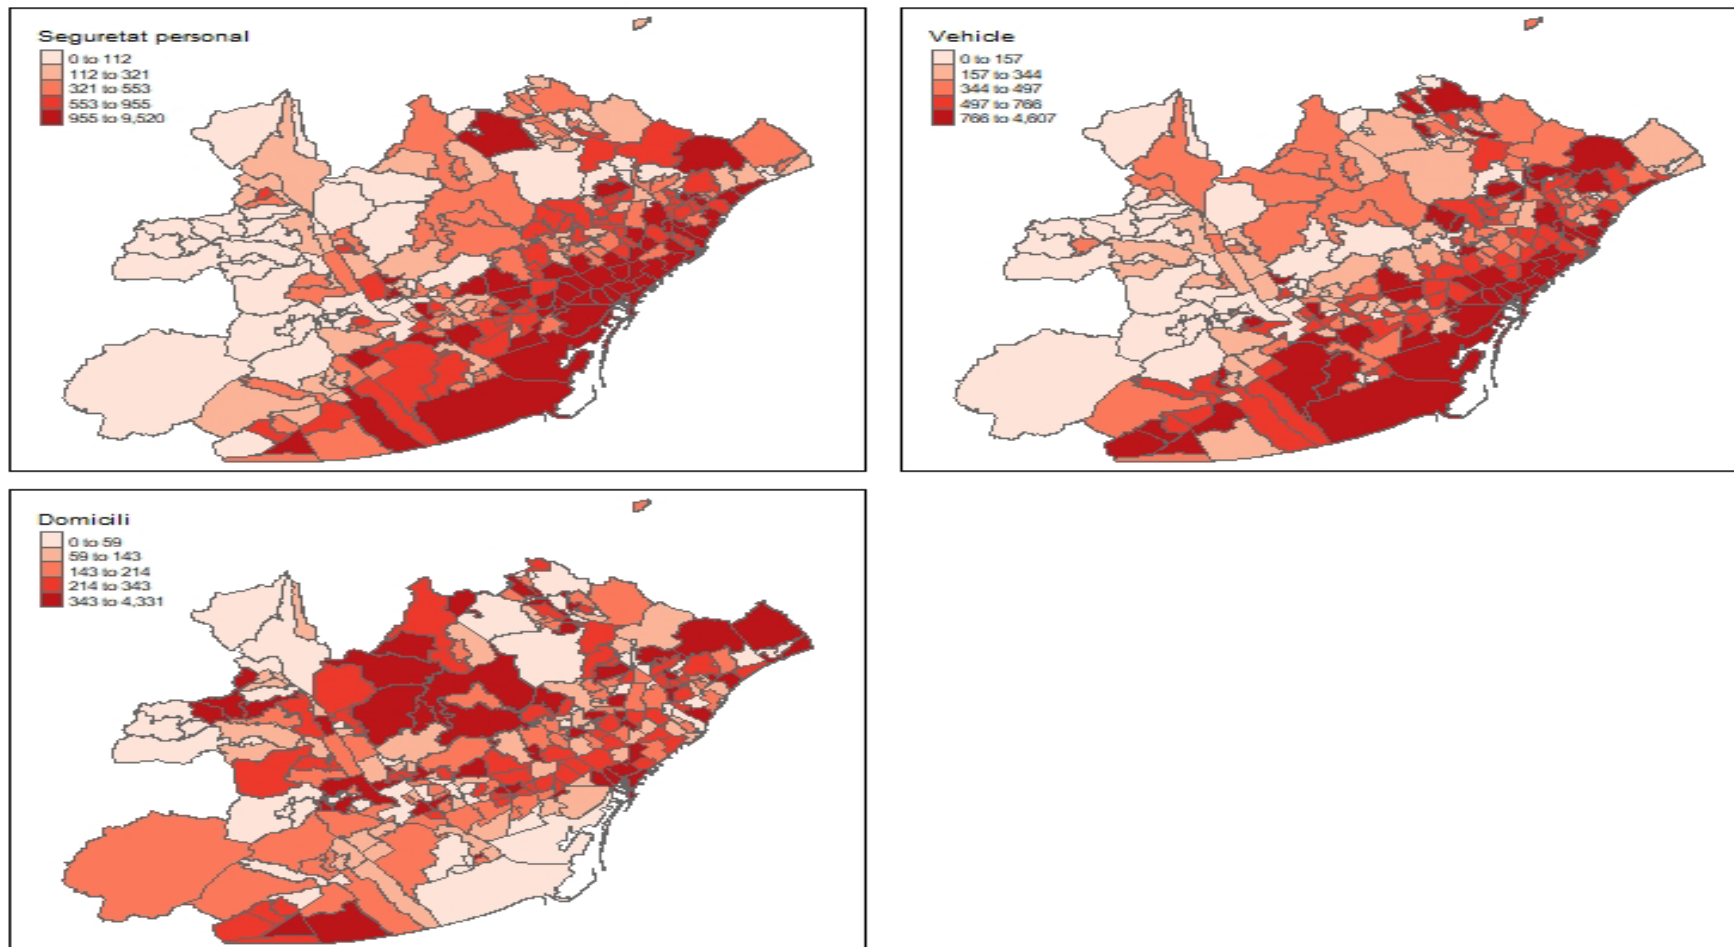 Seguretat personal
0 to 112
112 to 321
321 to 553
553 to 955
955 to 9,520
Vehicle
0 to 157
157 to 344
344 to 497
497 to 766
766 to 4,607
Domicili
0 to 59
59 to 143
143 to 214
214 to 343
343 to 4,331